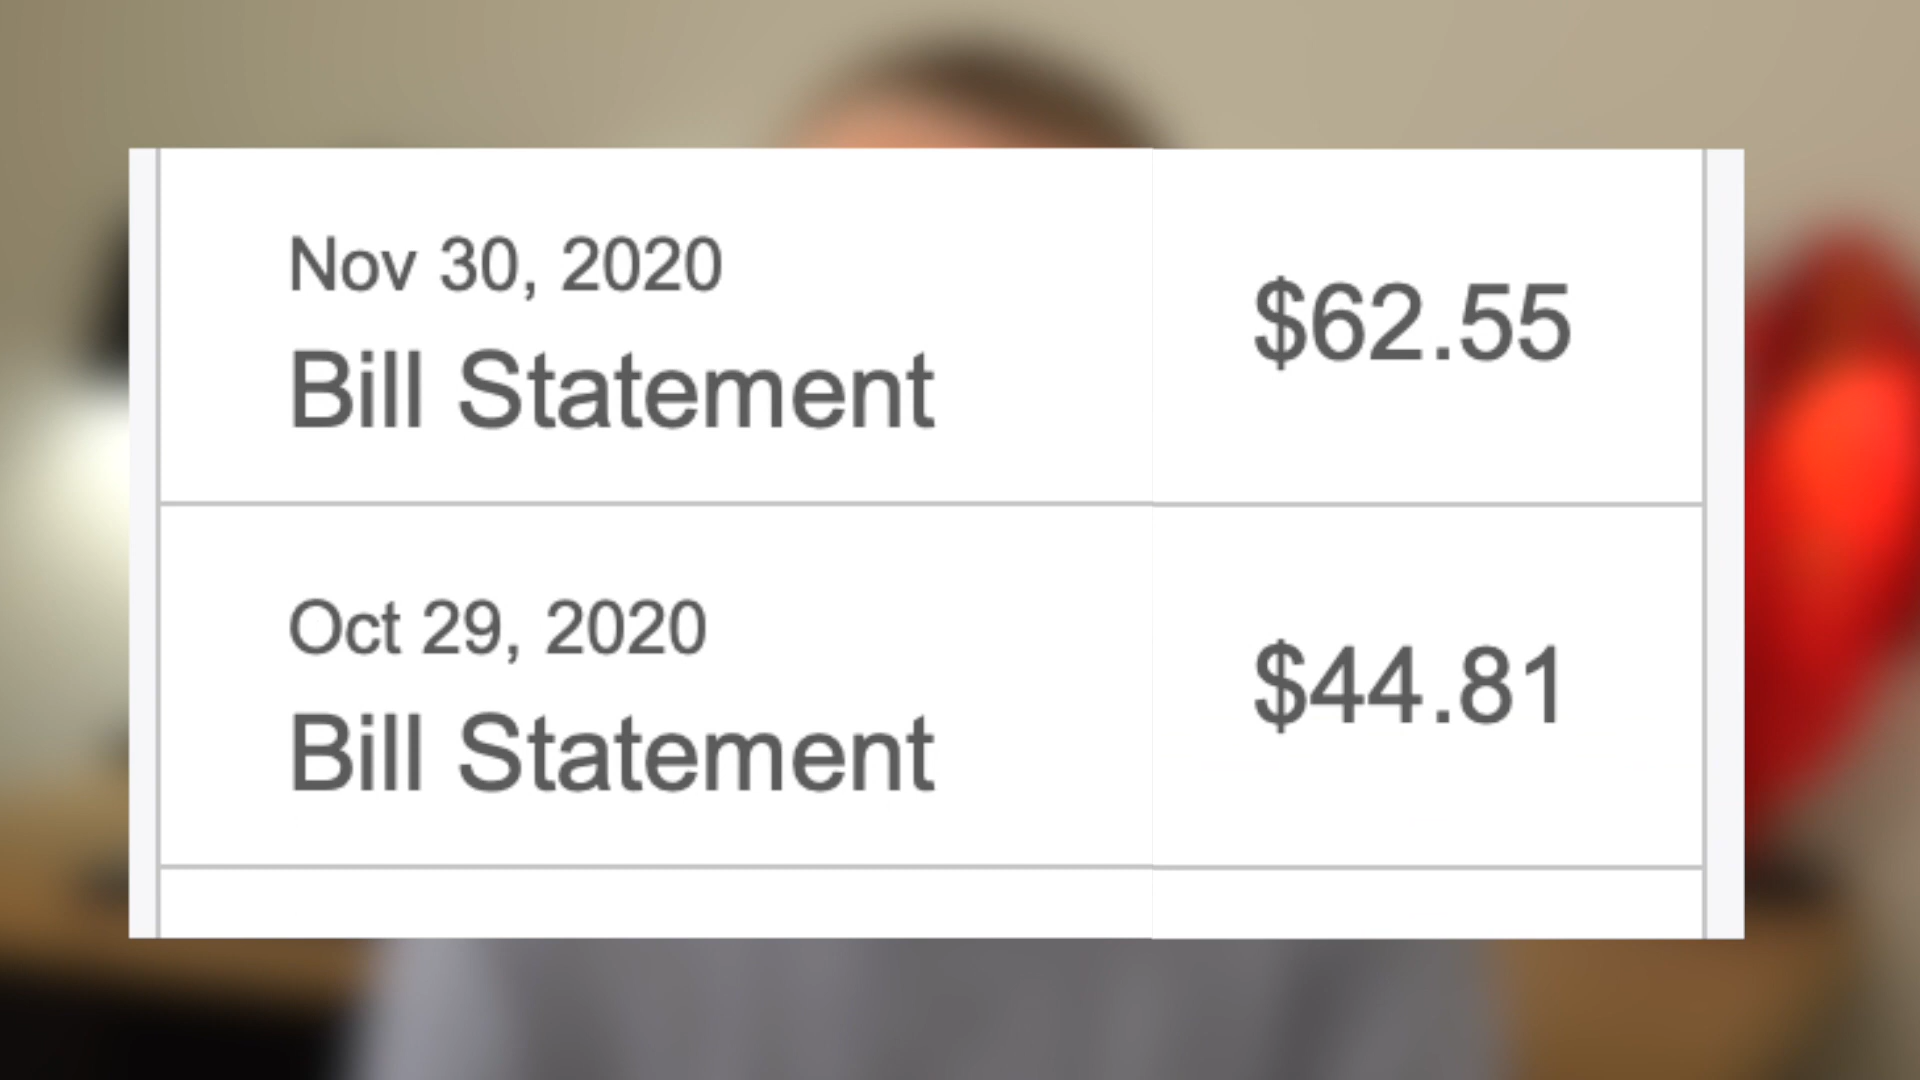 Nov 30, 2020
Bill Statement
$62.55
Oct 29, 2020
Bill Statement
$44.81